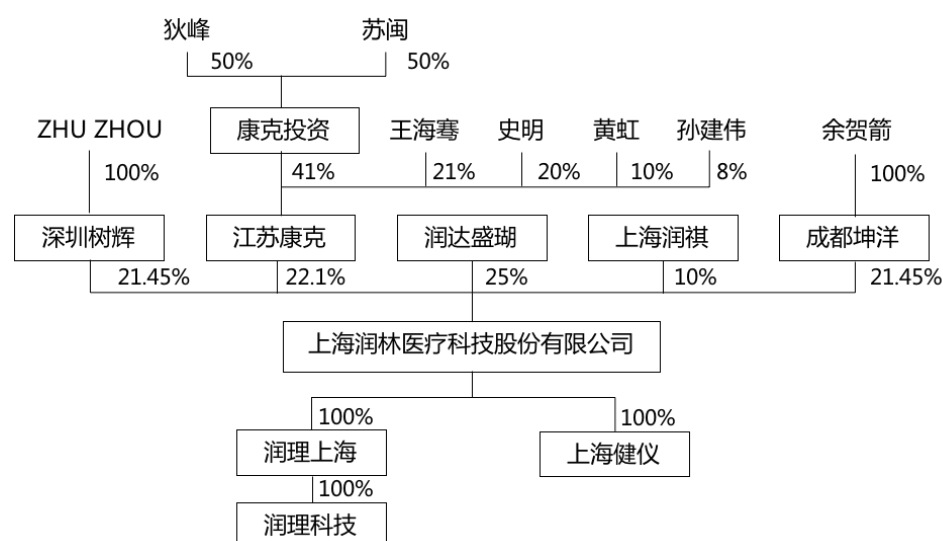 狄峰 苏闽
50% 50%
ZHU ZHOU 康克投资 王海骞 史明 黄虹 孙建伟 余贺箭
100% 41% 21% 20% 10% 8% 100%
深圳树辉 江苏康克 润达盛瑚 上海润祺 成都坤洋
21.45% 22.1% 25% 10% 21.45%
上海润林医疗科技股份有限公司
100% 100%
润理上海 上海健仪
100%
润理科技